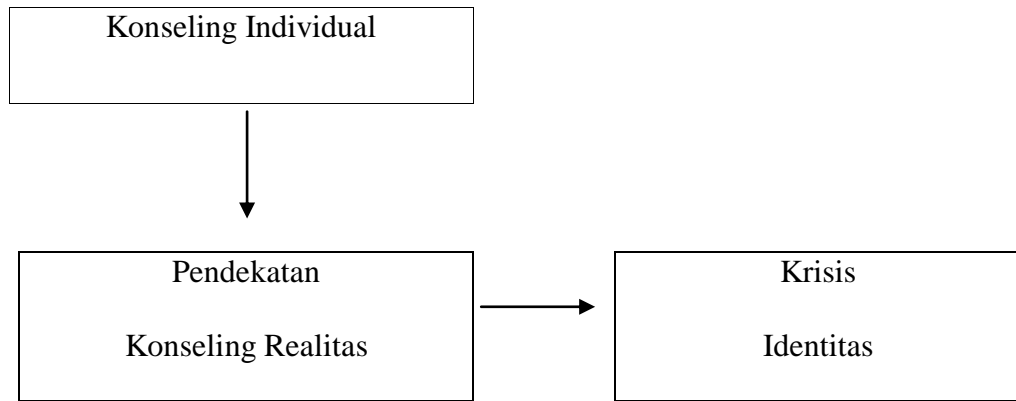 Konseling Individual
Pendekatan
Konseling Realitas
Krisis
Identitas